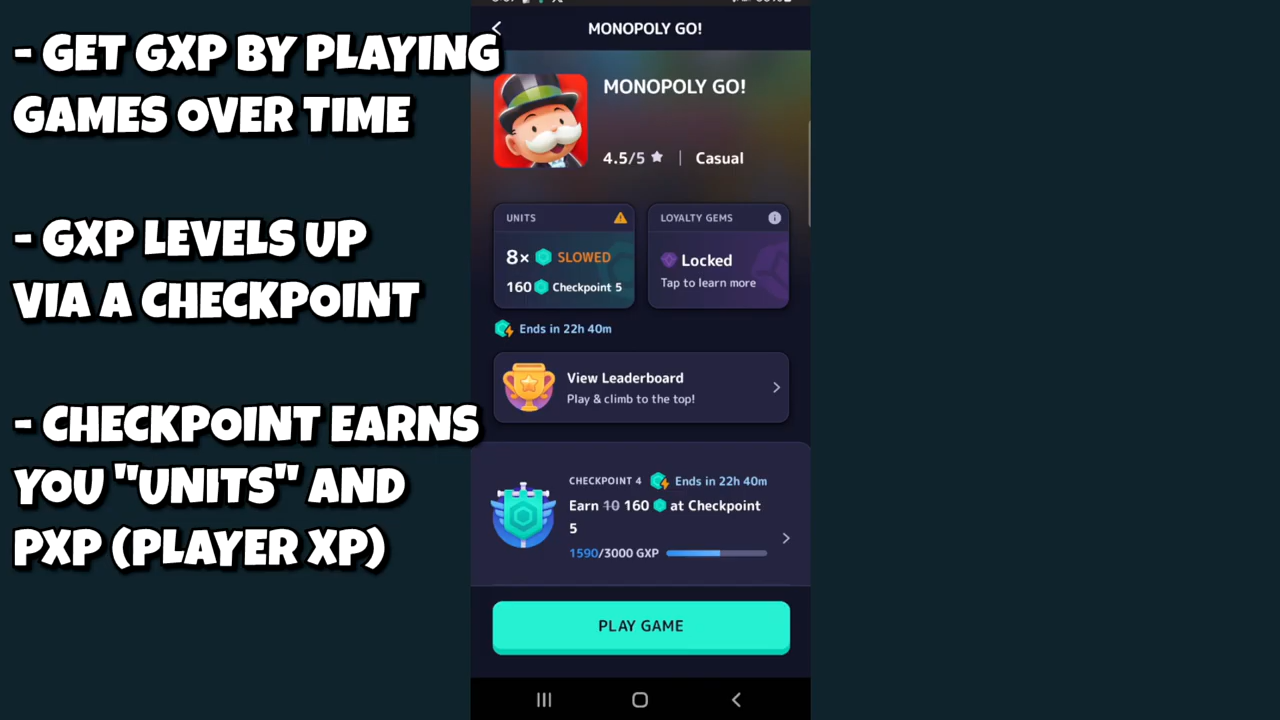 - GET GXP BY PLAYING
GAMES OVER TIME
- GXP LEVELS UP
VIA A CHECKPOINT
- CHECKPOINT EARNS
YOU "UNITS" AND
PXP (PLAYER XP)
MONOPOLY GO!
MONOPOLY GO!
4.5/5 | Casual
UNITS
8× SLOWED
160 Checkpoint 5
LOYALTY GEMS
Locked
Tap to learn more
Ends in 22h 40m
View Leaderboard
Play & climb to the top!
CHECKPOINT 4 Ends in 22h 40m
Earn 10 160 at Checkpoint
5
1590/3000 GXP
PLAY GAME